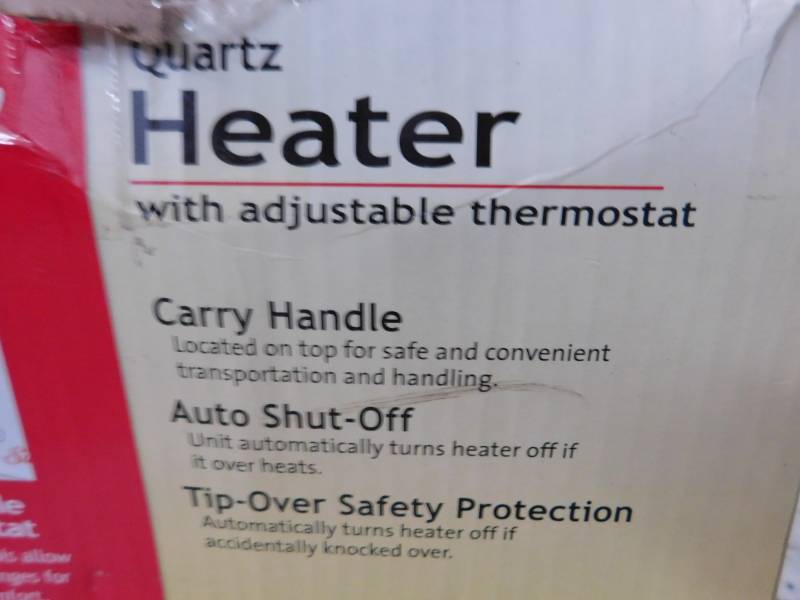 Quartz
Heater
with adjustable thermostat
Carry Handle
Located on top for safe and convenient
transportation and handling.
Auto Shut-Off
Unit automatically turns heater off if
it over heats.
Tip-Over Safety Protection
Automatically turns heater off if
accidentally knocked over.
allow
for